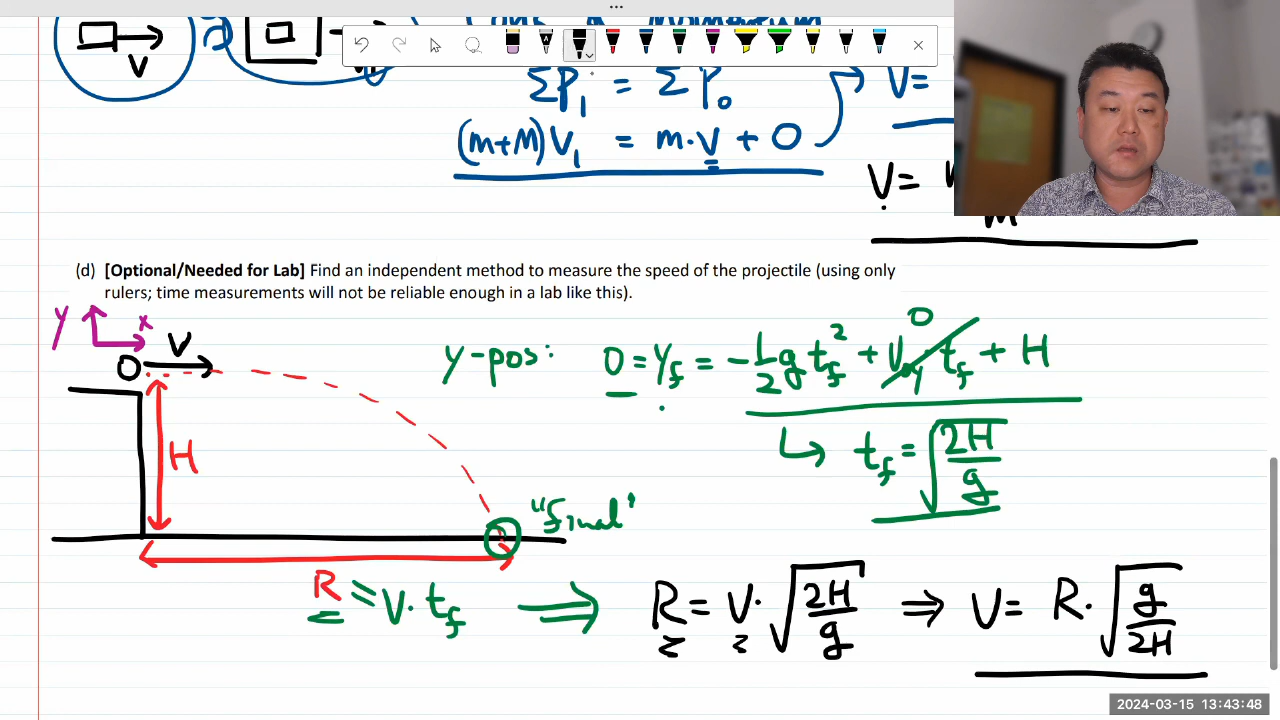 V
Σp₁ = Σp₀
V=
(m+M)V₁ = m·v + 0
V=
m
(d) [Optional/Needed for Lab] Find an independent method to measure the speed of the projectile (using only
rulers; time measurements will not be reliable enough in a lab like this).
y
x
V
H
y-pos: 0 = y_f = -1/2 g t_f² + V₀y t_f + H
0
↳ t_f = √(2H/g)
"final"
R = V·t_f ⇒ R = V·√(2H/g) ⇒ V = R·√(g/2H)
2024-03-15 13:43:48